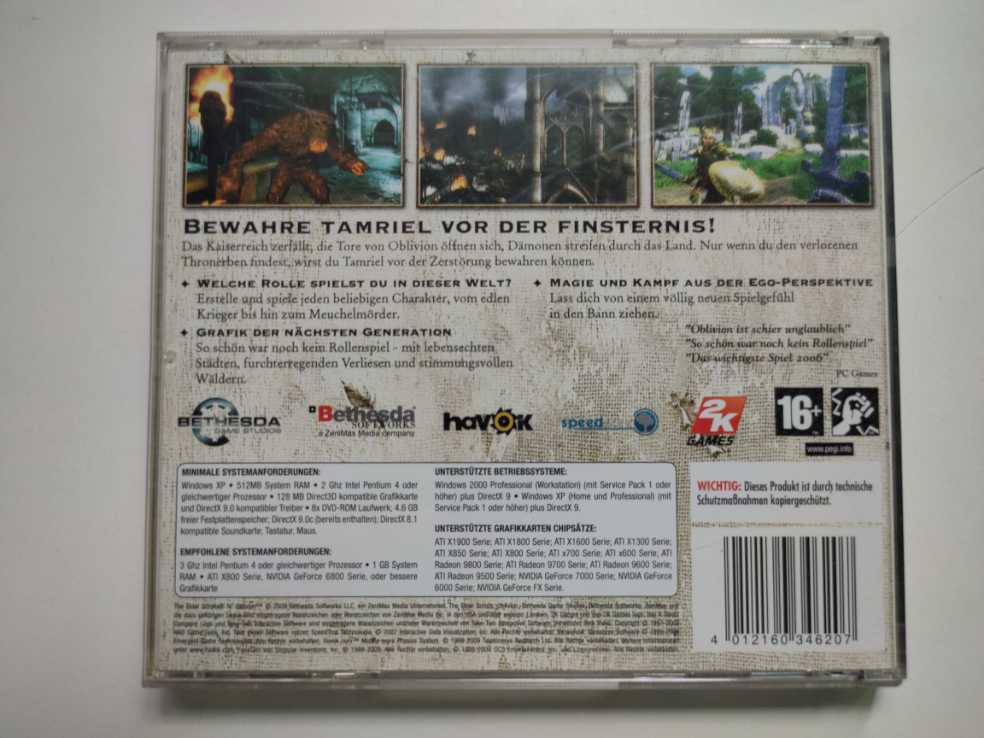 BEWAHRE TAMRIEL VOR DER FINSTERNIS!
Das Kaiserreich zerfällt, die Tore von Oblivion öffnen sich, Dämonen streifen durch das Land. Nur wenn du den verlorenen
Thronerben findest, wirst du Tamriel vor der Zerstörung bewahren können.
WELCHE ROLLE SPIELST DU IN DIESER WELT?
Erstelle und spiele jeden beliebigen Charakter, vom edlen
Krieger bis hin zum Meuchelmörder.
GRAFIK DER NÄCHSTEN GENERATION
So schön war noch kein Rollenspiel - mit lebensechten
Städten, furchterregenden Verliesen und stimmungsvollen
Wäldern.
MAGIE UND KAMPF AUS DER EGO-PERSPEKTIVE
Lass dich von einem völlig neuen Spielgefühl
in den Bann ziehen.
"Oblivion ist schier unglaublich"
"So schön war noch kein Rollenspiel"
"Das wichtigste Spiel 2006"
PC Games
BETHESDA
GAME STUDIOS
Bethesda
SOFTWORKS
a ZeniMax Media company
havok
speed
2K
GAMES
16+
www.pegi.info
MINIMALE SYSTEMANFORDERUNGEN:
Windows XP • 512MB System RAM • 2 Ghz Intel Pentium 4 oder
gleichwertiger Prozessor • 128 MB Direct3D kompatible Grafikkarte
und DirectX 9.0 kompatibler Treiber • 8x DVD-ROM Laufwerk; 4.6 GB
freier Festplattenspeicher; DirectX 9.0c (bereits enthalten); DirectX 8.1
kompatible Soundkarte; Tastatur, Maus.
EMPFOHLENE SYSTEMANFORDERUNGEN:
3 Ghz Intel Pentium 4 oder gleichwertiger Prozessor • 1 GB System
RAM • ATI X800 Serie, NVIDIA GeForce 6800 Serie, oder bessere
Grafikkarte
UNTERSTÜTZTE BETRIEBSSYSTEME:
Windows 2000 Professional (Workstation) (mit Service Pack 1 oder
höher) plus DirectX 9 • Windows XP (Home und Professional) (mit
Service Pack 1 oder höher) plus DirectX 9.
UNTERSTÜTZTE GRAFIKKARTEN CHIPSÄTZE:
ATI X1900 Serie; ATI X1800 Serie; ATI X1600 Serie; ATI X1300 Serie;
ATI X850 Serie; ATI X800 Serie; ATI x700 Serie; ATI x600 Serie; ATI
Radeon 9800 Serie; ATI Radeon 9700 Serie; ATI Radeon 9600 Serie;
ATI Radeon 9500 Serie; NVIDIA GeForce 7000 Serie; NVIDIA GeForce
6000 Serie; NVIDIA GeForce FX Serie.
WICHTIG: Dieses Produkt ist durch technische
Schutzmaßnahmen kopiergeschützt.
4 012160 346207